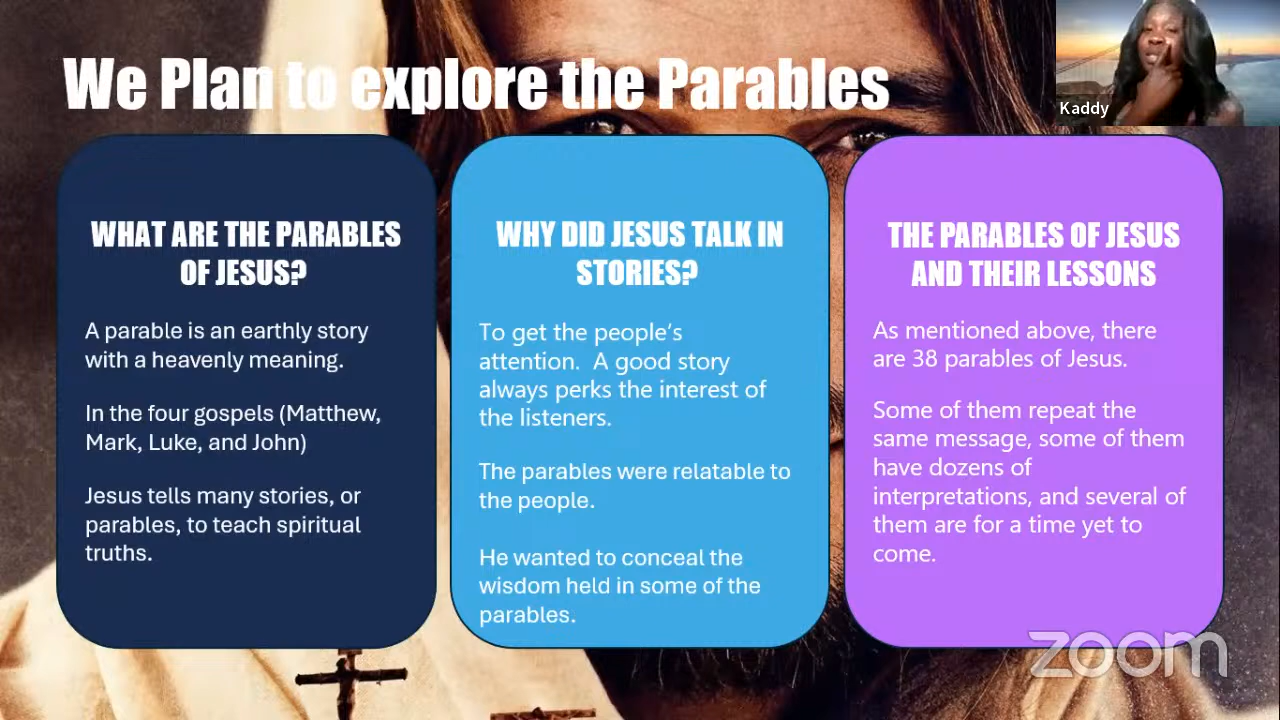 We Plan to explore the Parables
Kaddy
WHAT ARE THE PARABLES
OF JESUS?
A parable is an earthly story
with a heavenly meaning.
In the four gospels (Matthew,
Mark, Luke, and John)
Jesus tells many stories, or
parables, to teach spiritual
truths.
WHY DID JESUS TALK IN
STORIES?
To get the people's
attention.  A good story
always perks the interest of
the listeners.
The parables were relatable to
the people.
He wanted to conceal the
wisdom held in some of the
parables.
THE PARABLES OF JESUS
AND THEIR LESSONS
As mentioned above, there
are 38 parables of Jesus.
Some of them repeat the
same message, some of them
have dozens of
interpretations, and several of
them are for a time yet to
come.
zoom